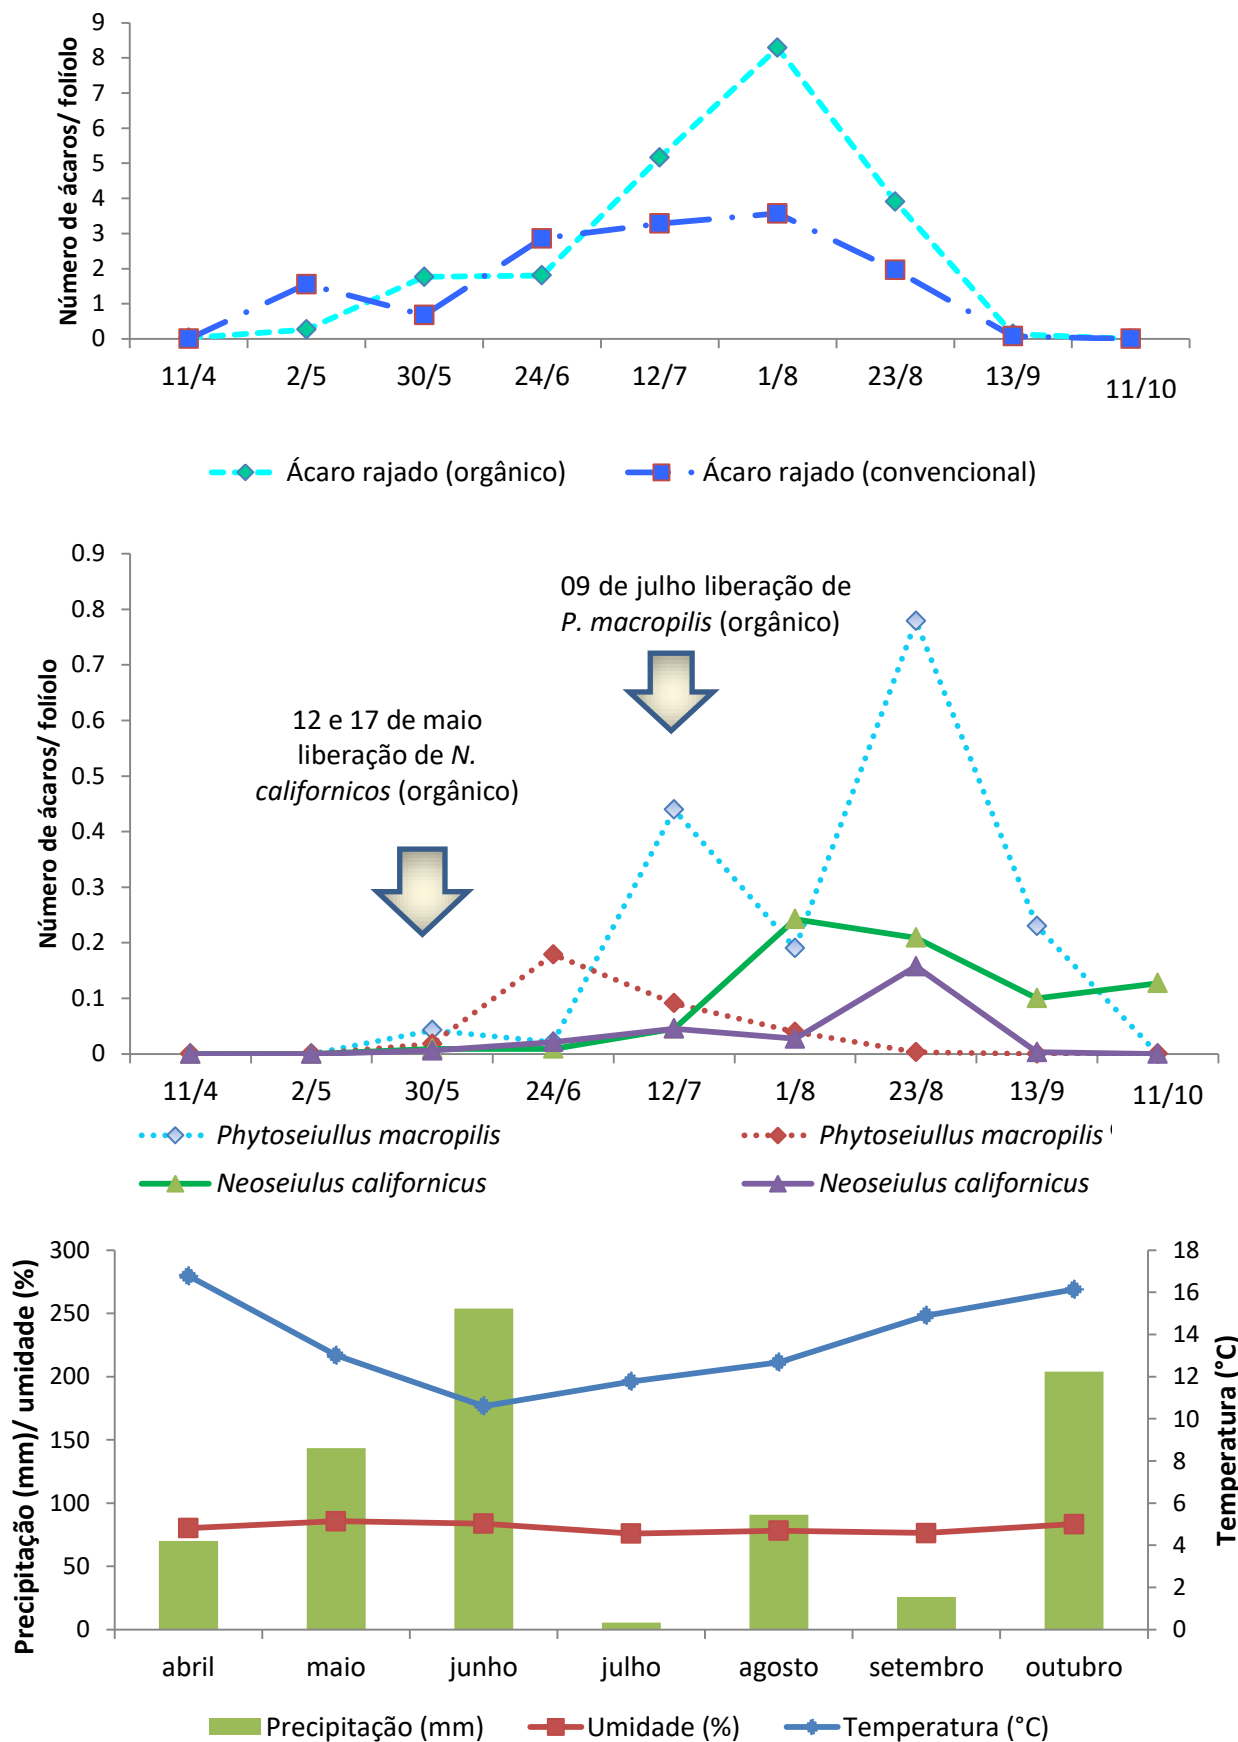 Número de ácaros/ folíolo
9
8
7
6
5
4
3
2
1
0
11/4 2/5 30/5 24/6 12/7 1/8 23/8 13/9 11/10
Ácaro rajado (orgânico) Ácaro rajado (convencional)
Número de ácaros/ folíolo
0.9
0.8
0.7
0.6
0.5
0.4
0.3
0.2
0.1
0
09 de julho liberação de
P. macropilis (orgânico)
12 e 17 de maio
liberação de N.
californicos (orgânico)
11/4 2/5 30/5 24/6 12/7 1/8 23/8 13/9 11/10
Phytoseiullus macropilis Phytoseiullus macropilis
Neoseiulus californicus Neoseiulus californicus
Precipitação (mm)/ umidade (%)
300
250
200
150
100
50
0
18
16
14
12
10
8
6
4
2
0
Temperatura (°C)
abril maio junho julho agosto setembro outubro
Precipitação (mm) Umidade (%) Temperatura (°C)